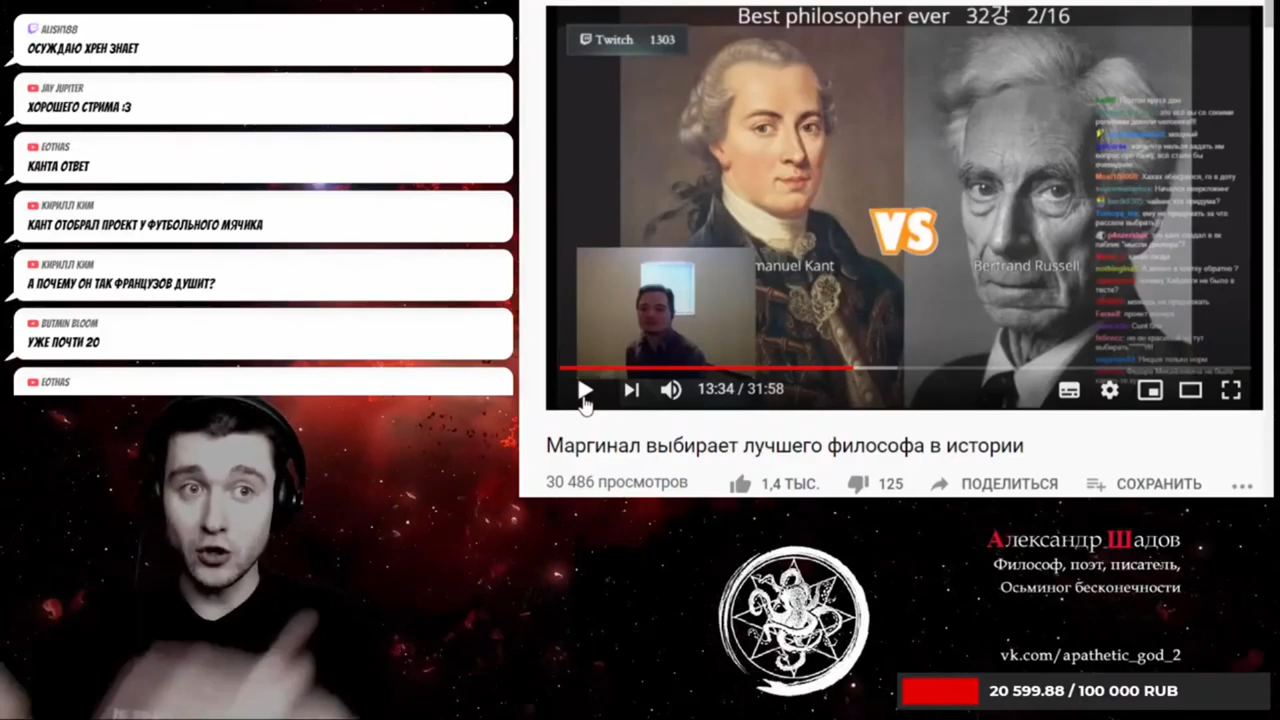 ALISH188
ОСУЖДАЮ ХРЕН ЗНАЕТ
JAY JUPITER
ХОРОШЕГО СТРИМА :3
EOTHAS
КАНТА ОТВЕТ
КИРИЛЛ КИМ
КАНТ ОТОБРАЛ ПРОЕКТ У ФУТБОЛЬНОГО МЯЧИКА
КИРИЛЛ КИМ
А ПОЧЕМУ ОН ТАК ФРАНЦУЗОВ ДУШИТ?
BUTMIN BLOOM
УЖЕ ПОЧТИ 20
EOTHAS
Best philosopher ever 32강 2/16
Twitch 1303
VS
manuel Kant
Bertrand Russell
13:34 / 31:58
Маргинал выбирает лучшего философа в истории
30 486 просмотров
1,4 ТЫС.
125
ПОДЕЛИТЬСЯ
СОХРАНИТЬ
Александр Шадов
Философ, поэт, писатель,
Осьминог бесконечности
vk.com/apathetic_god_2
20 599.88 / 100 000 RUB